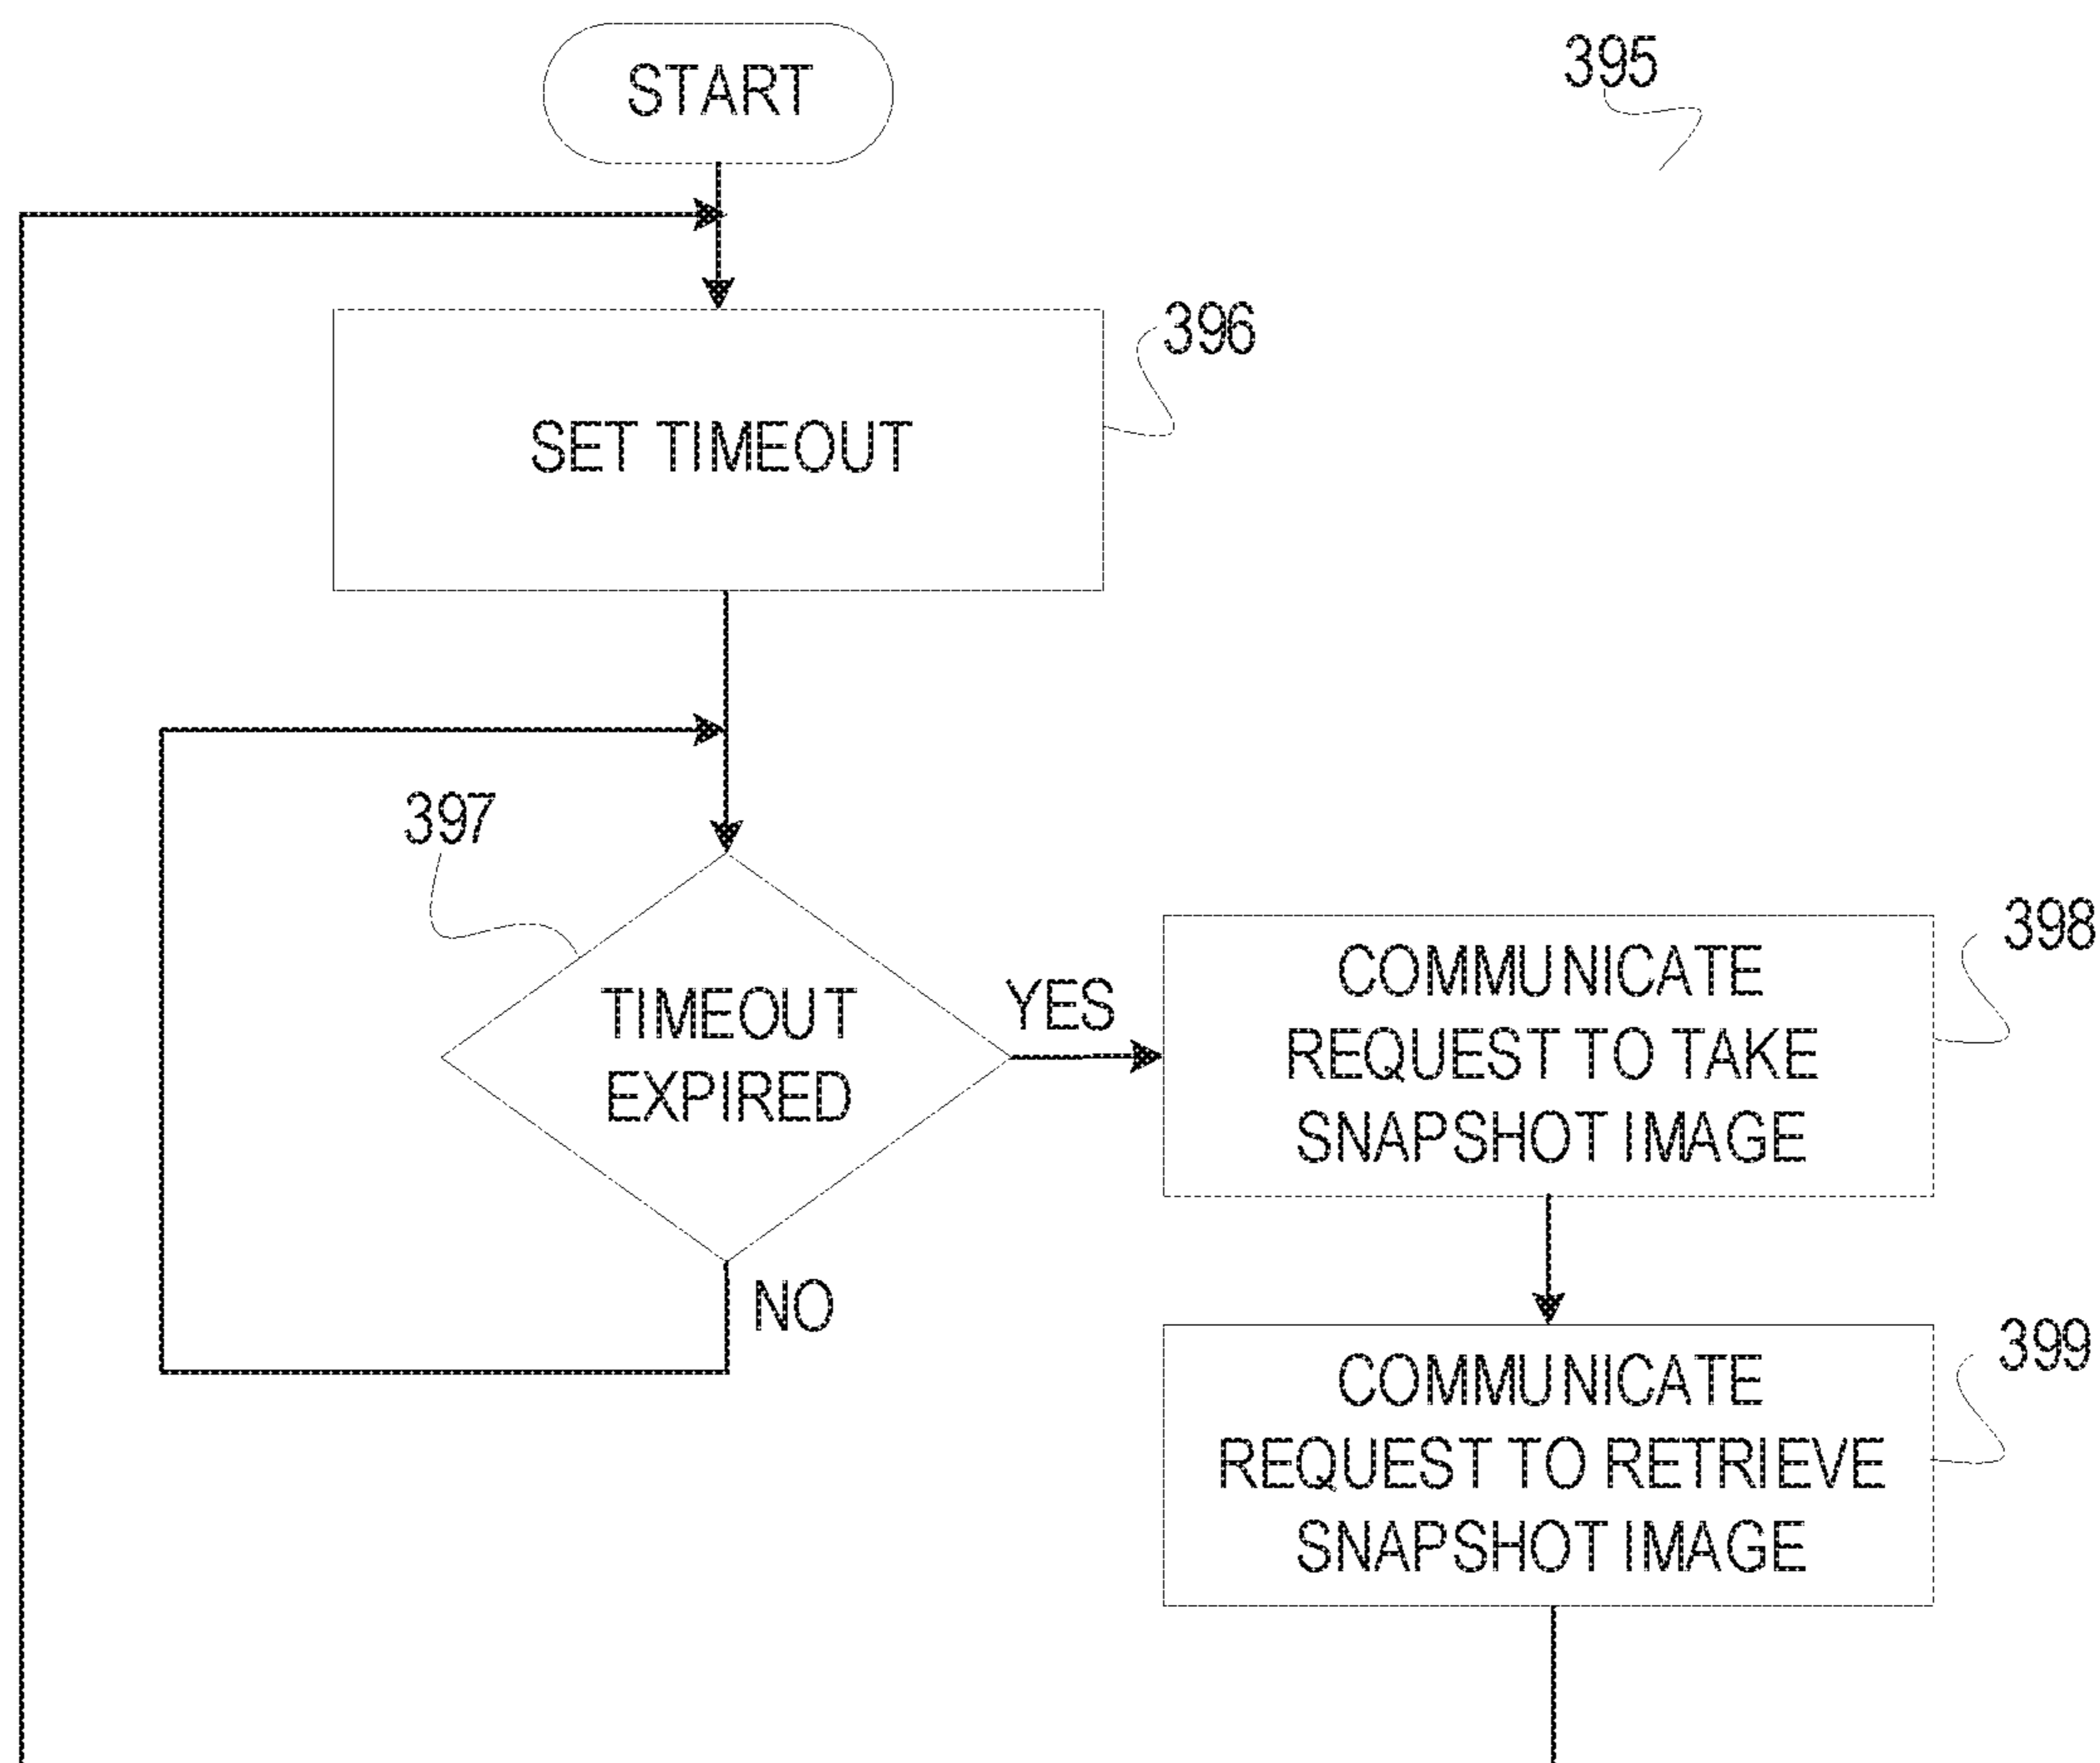 START
395
396
SET TIMEOUT
397
TIMEOUT
EXPIRED
YES
NO
398
COMMUNICATE
REQUEST TO TAKE
SNAPSHOT IMAGE
399
COMMUNICATE
REQUEST TO RETRIEVE
SNAPSHOT IMAGE